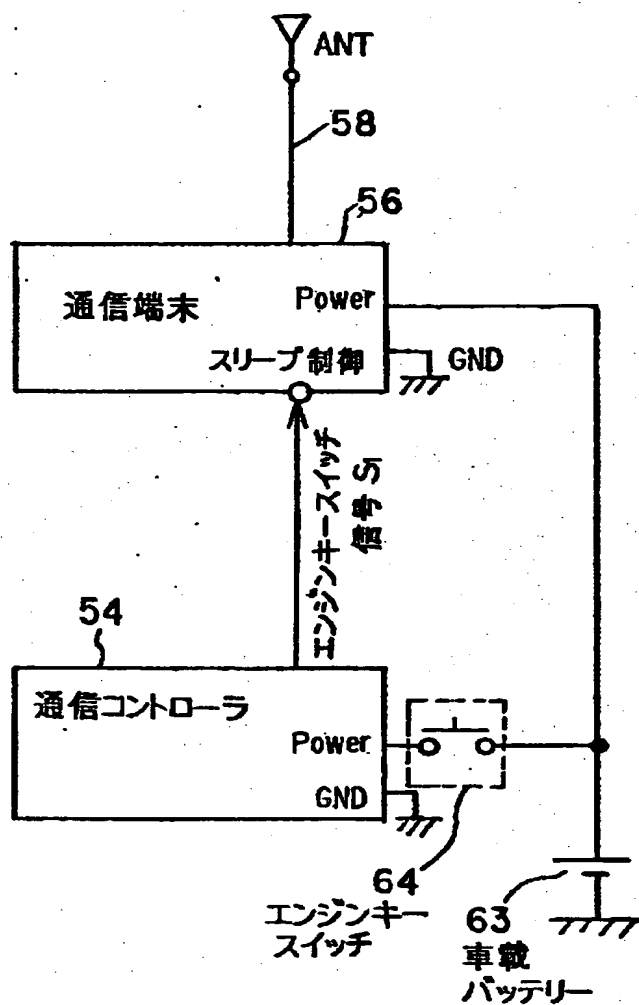 ANT
58
56
通信端末
Power
スリープ制御
GND
エンジンキースイッチ
信号 S1
54
通信コントローラ
Power
GND
64
エンジンキー
スイッチ
63
車載
バッテリー